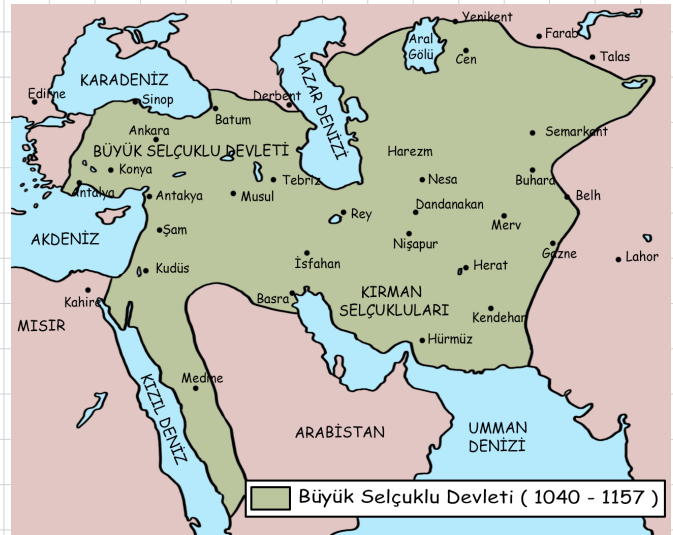 Yenikent
Farab
Aral
Gölü
Cen
Talas
KARADENİZ
HAZAR DENİZİ
Edirne
Sinop
Derbent
Batum
Ankara
Semarkant
BÜYÜK SELÇUKLU DEVLETİ
Harezm
Konya
Tebriz
Nesa
Buhara
Antalya
Antakya
Musul
Belh
Rey
Dandanakan
Merv
AKDENİZ
Şam
Nişapur
Gazne
Lahor
Kudüs
İsfahan
Herat
Kahire
Basra
KIRMAN
SELÇUKLULARI
Kendehar
MISIR
Hürmüz
Medine
KIZIL DENİZ
ARABİSTAN
UMMAN
DENİZİ
Büyük Selçuklu Devleti ( 1040 - 1157 )